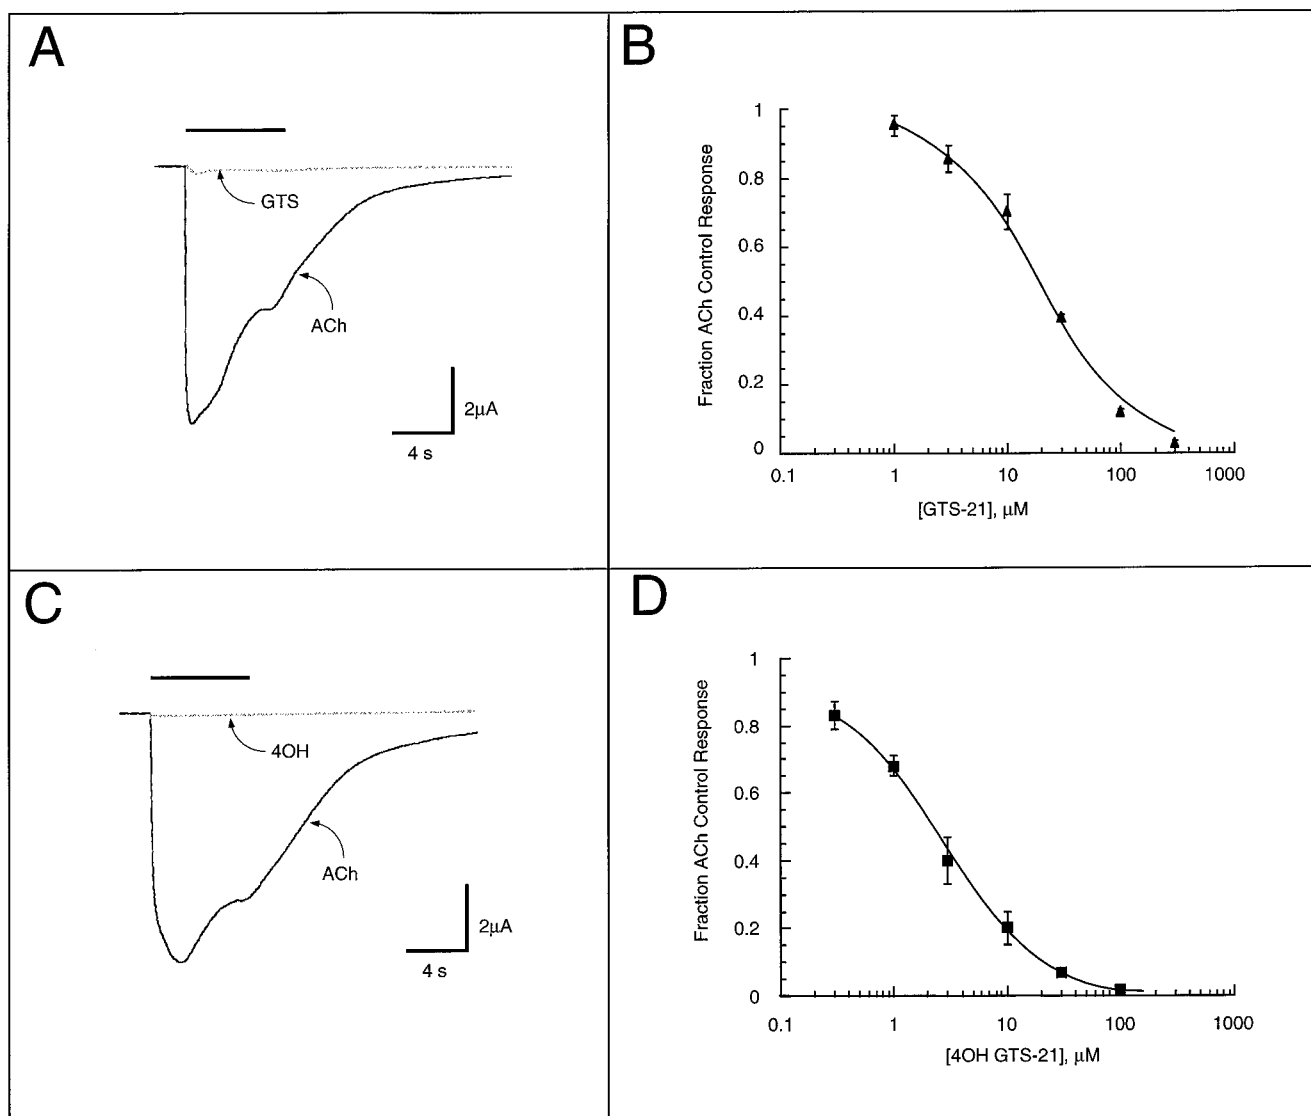 A
GTS
ACh
2μA
4 s
B
Fraction ACh Control Response
1
0.8
0.6
0.4
0.2
0
0.1
1
10
100
1000
[GTS-21], μM
C
4OH
ACh
2μA
4 s
D
Fraction ACh Control Response
1
0.8
0.6
0.4
0.2
0
0.1
1
10
100
1000
[4OH GTS-21], μM